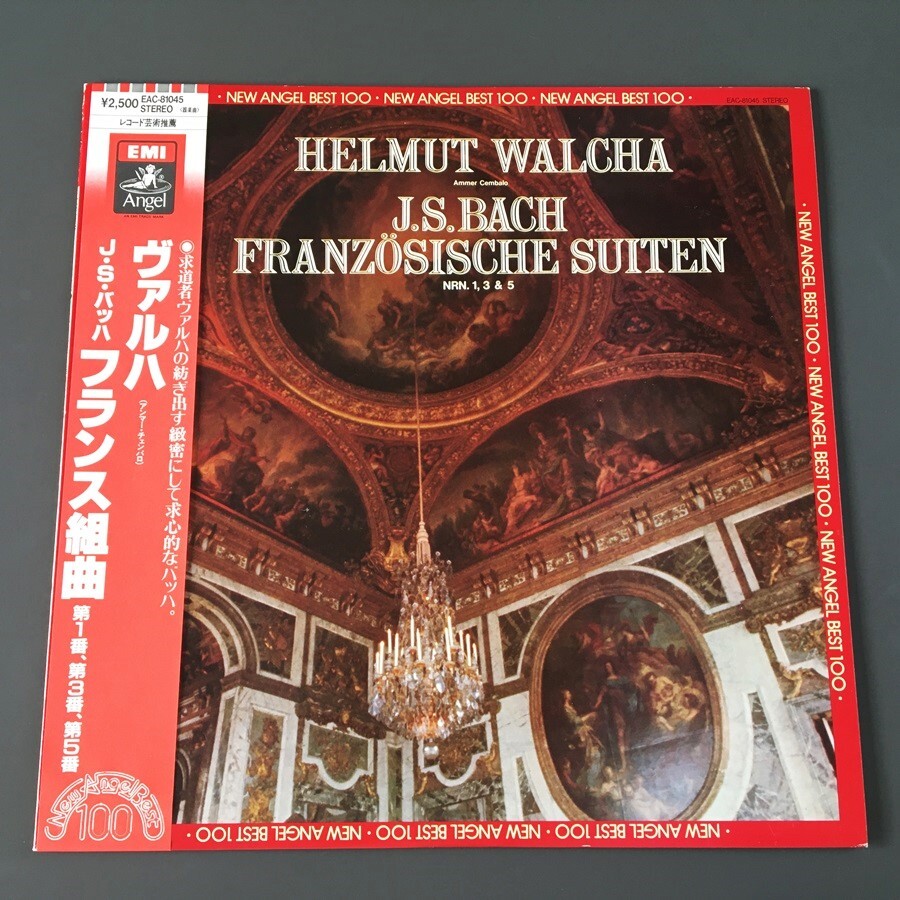 ¥2,500 EAC-81045
STEREO
レコード芸術推薦
EMI
Angel
●求道者ヴァルハの紡ぎ出す緻密にして求心的なバッハ。
ヴァルハ
(アンマー・チェンバロ)
J・S・バッハ フランス組曲 第1番、第3番、第5番
New Angel Best
100
· NEW ANGEL BEST 100 · NEW ANGEL BEST 100 · NEW ANGEL BEST 100 ·
EAC-81045 STEREO
HELMUT WALCHA
Ammer Cembalo
J.S.BACH
FRANZÖSISCHE SUITEN
NRN. 1, 3 & 5
· NEW ANGEL BEST 100 · NEW ANGEL BEST 100 · NEW ANGEL BEST 100 ·
· NEW ANGEL BEST 100 · NEW ANGEL BEST 100 · NEW ANGEL BEST 100 ·